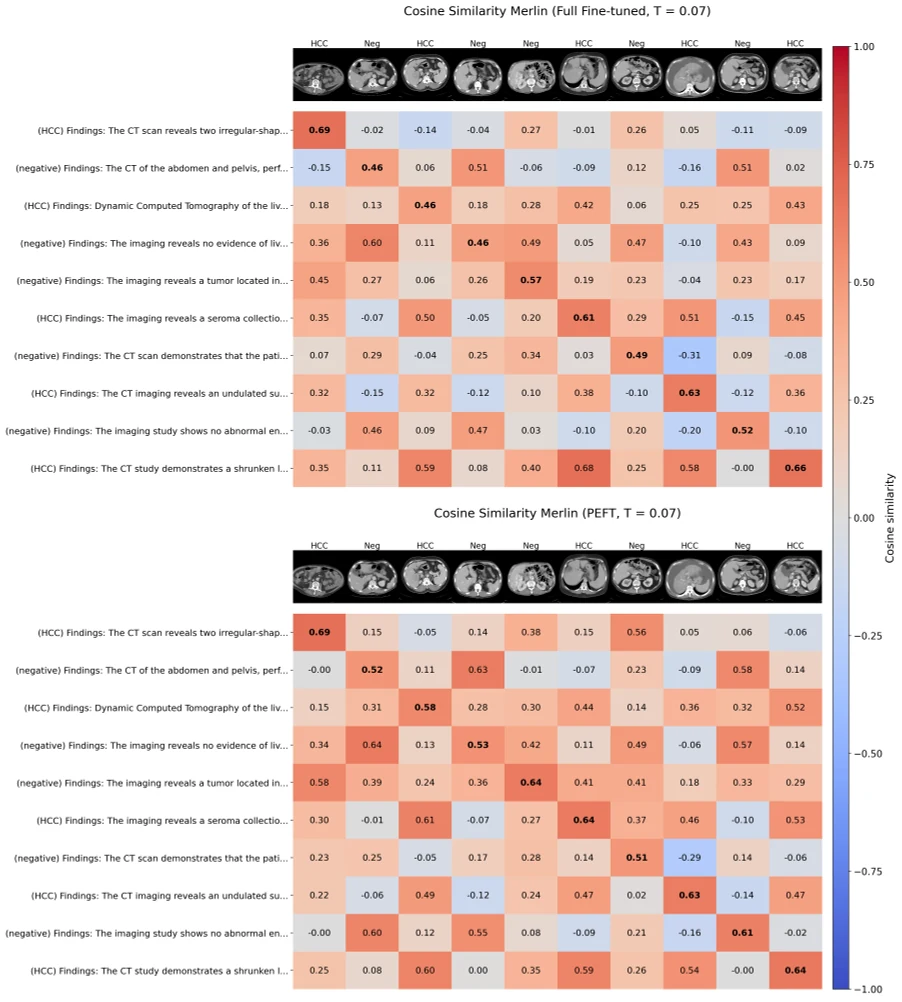 Cosine Similarity Merlin (Full Fine-tuned, T = 0.07)
HCC Neg HCC Neg HCC HCC Neg HCC Neg HCC
(HCC) Findings: The CT scan reveals two irregular-shap... 0.69 -0.02 -0.14 -0.04 0.27 -0.01 0.26 0.05 -0.11 -0.09
(negative) Findings: The CT of the abdomen and pelvis, perf... -0.15 0.46 0.06 0.51 -0.06 -0.09 0.12 -0.16 0.51 0.02
(HCC) Findings: Dynamic Computed Tomography of the liv... 0.18 0.13 0.46 0.18 0.28 0.42 0.06 0.25 0.25 0.43
(negative) Findings: The imaging reveals no evidence of liv... 0.36 0.60 0.11 0.46 0.49 0.05 0.47 -0.10 0.43 0.09
(negative) Findings: The imaging reveals a tumor located in... 0.45 0.27 0.06 0.26 0.57 0.19 0.23 -0.04 0.23 0.17
(HCC) Findings: The imaging reveals a seroma collectio... 0.35 -0.07 0.50 -0.05 0.20 0.61 0.29 0.51 -0.15 0.45
(negative) Findings: The CT scan demonstrates that the pati... 0.07 0.29 -0.04 0.25 0.34 0.03 0.49 -0.31 0.09 -0.08
(HCC) Findings: The CT imaging reveals an undulated su... 0.32 -0.15 0.32 -0.12 0.10 0.38 -0.10 0.63 -0.12 0.36
(negative) Findings: The imaging study shows no abnormal en... -0.03 0.46 0.09 0.47 0.03 -0.10 0.20 -0.20 0.52 -0.10
(HCC) Findings: The CT study demonstrates a shrunken l... 0.35 0.11 0.59 0.08 0.40 0.68 0.25 0.58 -0.00 0.66
Cosine Similarity Merlin (PEFT, T = 0.07)
HCC Neg HCC Neg Neg HCC Neg HCC Neg HCC
(HCC) Findings: The CT scan reveals two irregular-shap... 0.69 0.15 -0.05 0.14 0.38 0.15 0.56 0.05 0.06 -0.06
(negative) Findings: The CT of the abdomen and pelvis, perf... -0.00 0.52 0.11 0.63 -0.01 -0.07 0.23 -0.09 0.58 0.14
(HCC) Findings: Dynamic Computed Tomography of the liv... 0.15 0.31 0.58 0.28 0.30 0.44 0.14 0.36 0.32 0.52
(negative) Findings: The imaging reveals no evidence of liv... 0.34 0.64 0.13 0.53 0.42 0.11 0.49 -0.06 0.57 0.14
(negative) Findings: The imaging reveals a tumor located in... 0.58 0.39 0.24 0.36 0.64 0.41 0.41 0.18 0.33 0.29
(HCC) Findings: The imaging reveals a seroma collectio... 0.30 -0.01 0.61 -0.07 0.27 0.64 0.37 0.46 -0.10 0.53
(negative) Findings: The CT scan demonstrates that the pati... 0.23 0.25 -0.05 0.17 0.28 0.14 0.51 -0.29 0.14 -0.06
(HCC) Findings: The CT imaging reveals an undulated su... 0.22 -0.06 0.49 -0.12 0.24 0.47 0.02 0.63 -0.14 0.47
(negative) Findings: The imaging study shows no abnormal en... -0.00 0.60 0.12 0.55 0.08 -0.09 0.21 -0.16 0.61 -0.02
(HCC) Findings: The CT study demonstrates a shrunken l... 0.25 0.08 0.60 0.00 0.35 0.59 0.26 0.54 -0.00 0.64
1.00
0.75
0.50
0.25
0.00
−0.25
−0.50
−0.75
−1.00
Cosine similarity